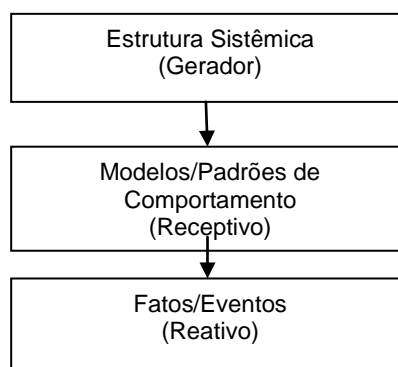 Estrutura Sistêmica
(Gerador)
Modelos/Padrões de
Comportamento
(Receptivo)
Fatos/Eventos
(Reativo)